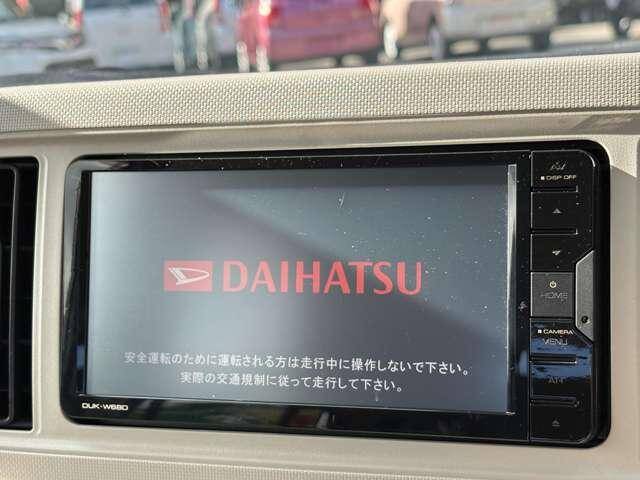 DISP OFF
DAIHATSU
HOME
CAMERA
MENU
安全運転のために運転される方は走行中に操作しないで下さい。
実際の交通規制に従って走行して下さい。
DUK-W68D